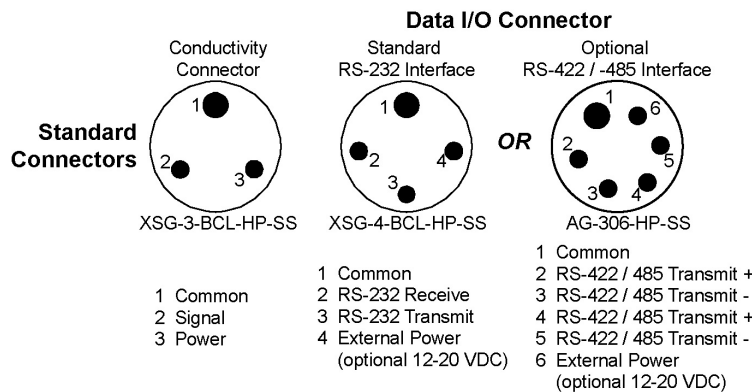 Data I/O Connector
Conductivity
Connector
Standard
RS-232 Interface
Optional
RS-422 / -485 Interface
Standard
Connectors
1
2
3
1
2
4
3
OR
1
6
2
5
3
4
XSG-3-BCL-HP-SS
XSG-4-BCL-HP-SS
AG-306-HP-SS
1 Common
2 Signal
3 Power
1 Common
2 RS-232 Receive
3 RS-232 Transmit
4 External Power
(optional 12-20 VDC)
1 Common
2 RS-422 / 485 Transmit +
3 RS-422 / 485 Transmit -
4 RS-422 / 485 Transmit +
5 RS-422 / 485 Transmit -
6 External Power
(optional 12-20 VDC)